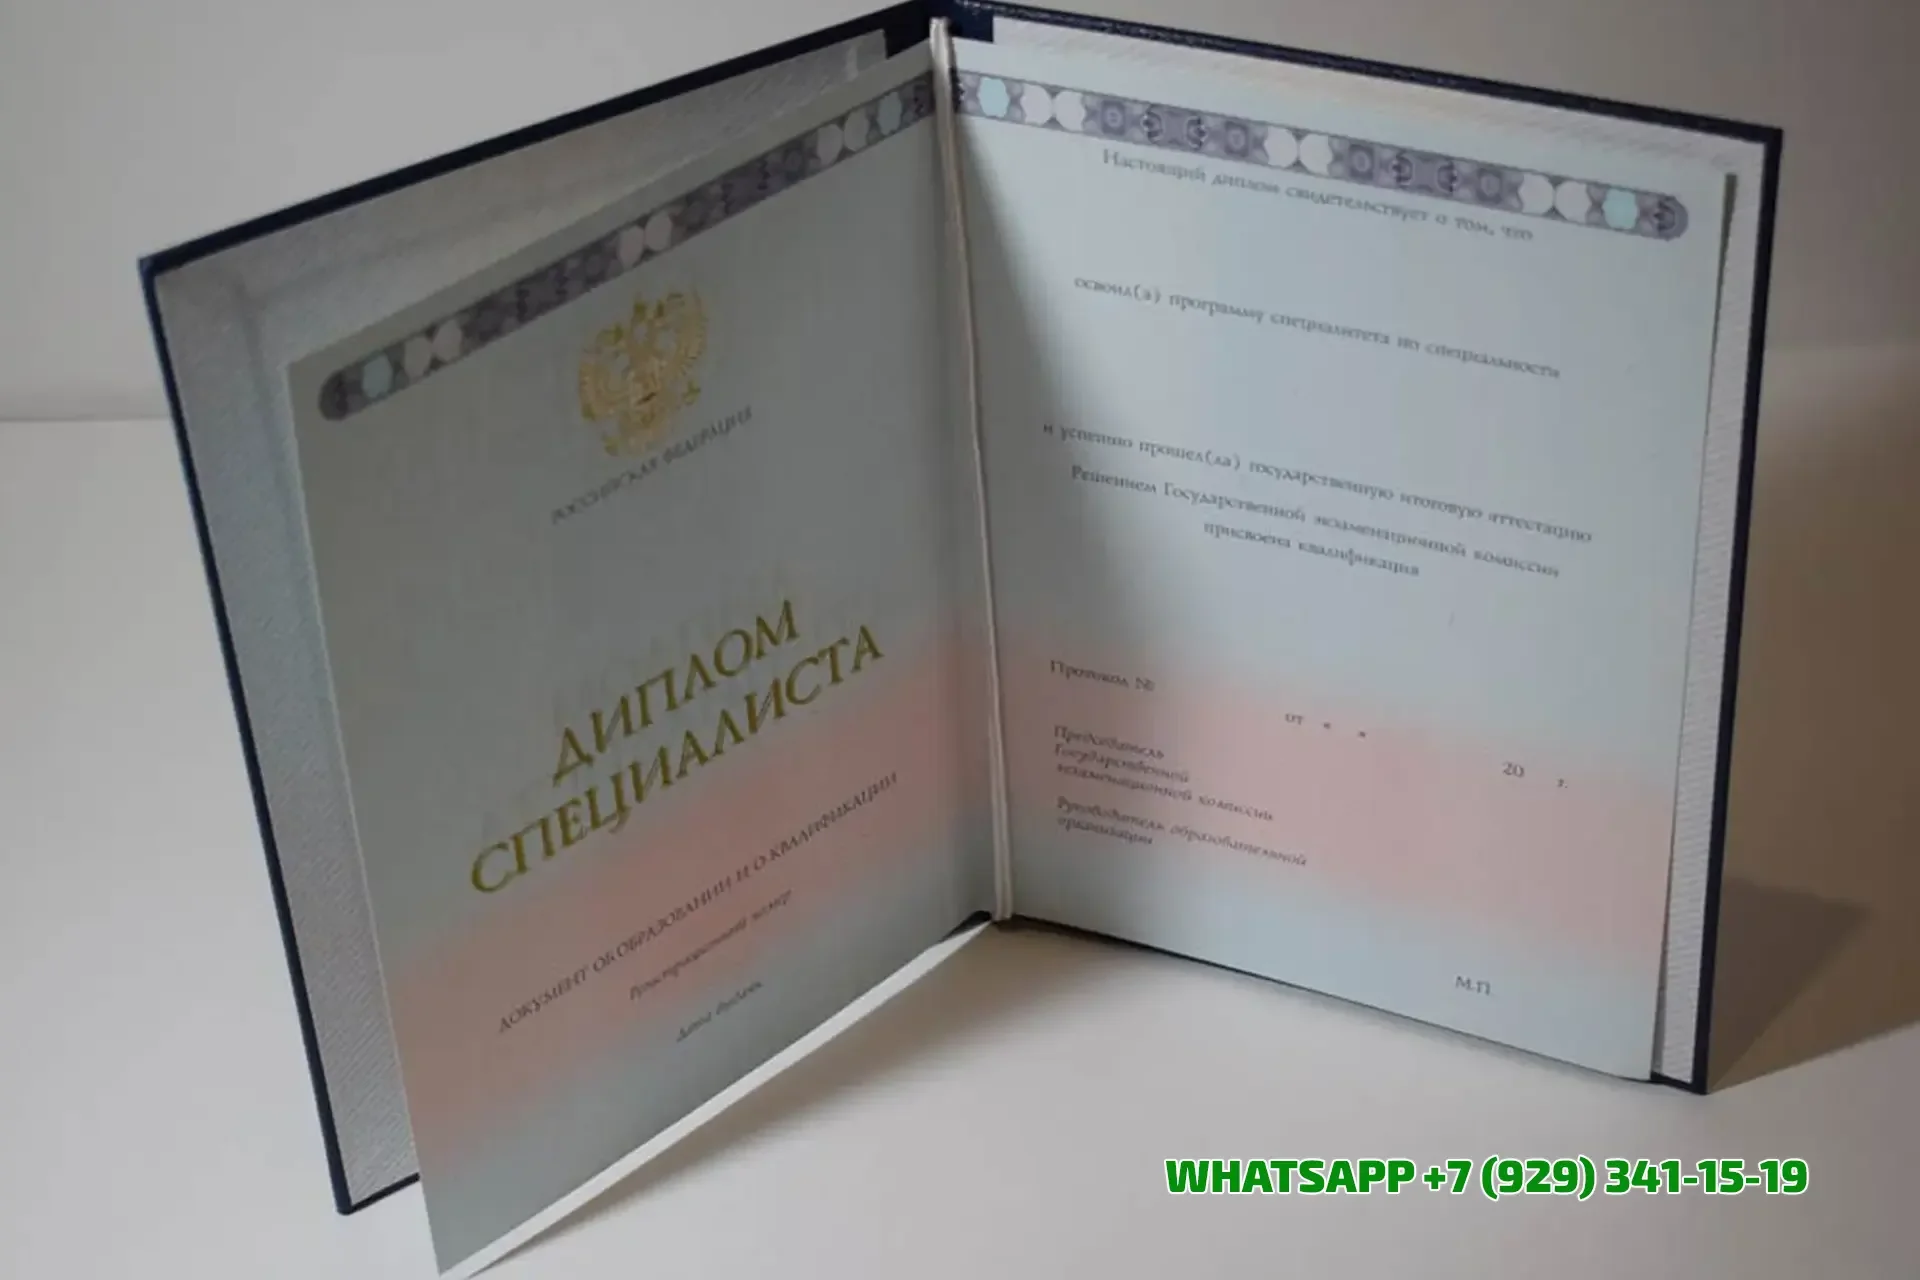 РОССИЙСКАЯ ФЕДЕРАЦИЯ
ДИПЛОМ
СПЕЦИАЛИСТА
ДОКУМЕНТ ОБ ОБРАЗОВАНИИ И О КВАЛИФИКАЦИИ
Регистрационный номер
Дата выдачи
Настоящий диплом свидетельствует о том, что
освоил(а) программу специалитета по специальности
и успешно прошел(ла) государственную итоговую аттестацию
Решением Государственной экзаменационной комиссии
присвоена квалификация
Протокол №
от « » 20 г.
Председатель
Государственной
экзаменационной комиссии
Руководитель образовательной
организации
М.П.
WHATSAPP +7 (929) 341-15-19